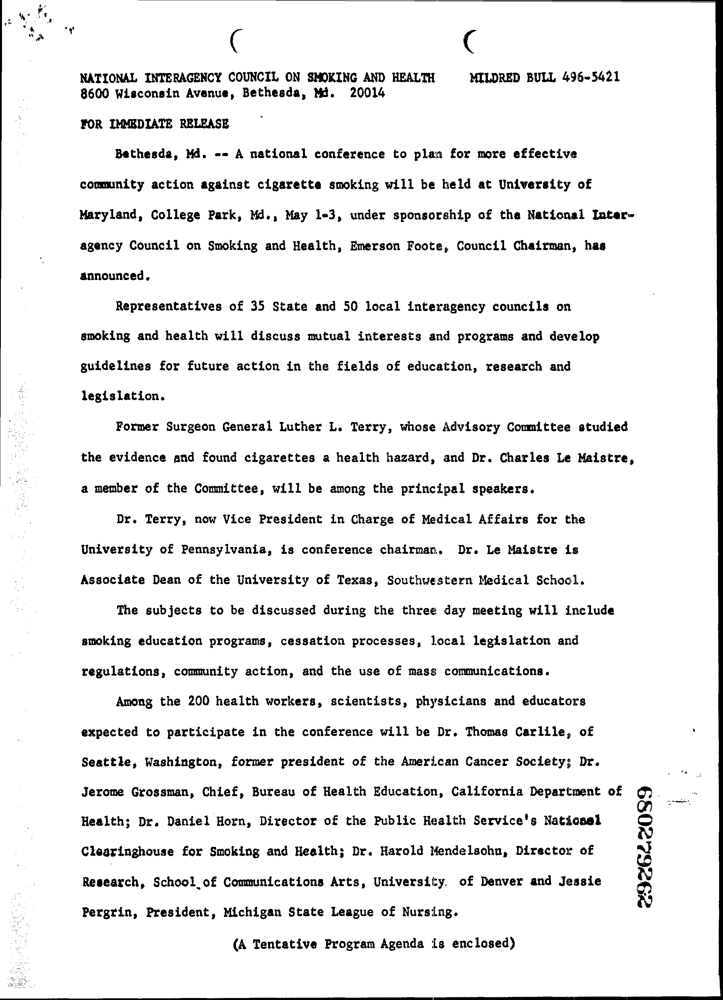 NATIONAL INTERAGENCY COUNCIL ON SMOKING AND HEALTH MILDRED BULL 496-5421
8600 Wisconsin Avenue, Bethesda, Md. 20014
FOR IMMEDIATE RELEASE
Bethesda, Md. -- A national conference to plan for more effective
community action against cigarette smoking will be held at University of
Maryland, College Park, Md., May 1-3, under sponsorship of the National Inter-
agency Council on Smoking and Health, Emerson Foote, Council Chairman, has
announced.
Representatives of 35 State and 50 local interagency councils on
smoking and health will discuss mutual interests and programs and develop
guidelines for future action in the fields of education, research and
legislation.
Former Surgeon General Luther L. Terry, whose Advisory Committee studied
the evidence and found cigarettes a health hazard, and Dr. Charles Le Maistre,
a member of the Committee, will be among the principal speakers.
Dr. Terry, now Vice President in Charge of Medical Affairs for the
University of Pennsylvania, is conference chairman. Dr. Le Maistre is
Associate Dean of the University of Texas, Southwestern Medical School.
The subjects to be discussed during the three day meeting will include
smoking education programs, cessation processes, local legislation and
regulations, community action, and the use of mass communications.
Among the 200 health workers, scientists, physicians and educators
expected to participate in the conference will be Dr. Thomas Carlile, of
Seattle, Washington, former president of the American Cancer Society; Dr.
Jerome Grossman, Chief, Bureau of Health Education, California Department of
Health; Dr. Daniel Horn, Director of the Public Health Service's National
Clearinghouse for Smoking and Health; Dr. Harold Mendelsohn, Director of
Research, School of Communications Arts, University of Denver and Jessie
Pergrin, President, Michigan State League of Nursing.
(A Tentative Program Agenda is enclosed)
680279262